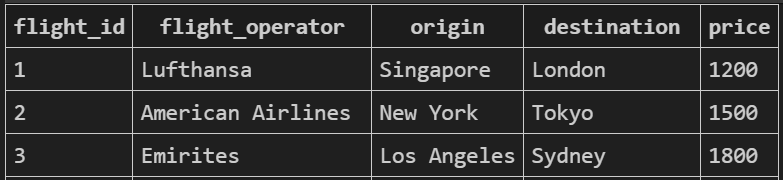 flight_id flight_operator origin destination price
1 Lufthansa Singapore London 1200
2 American Airlines New York Tokyo 1500
3 Emirites Los Angeles Sydney 1800